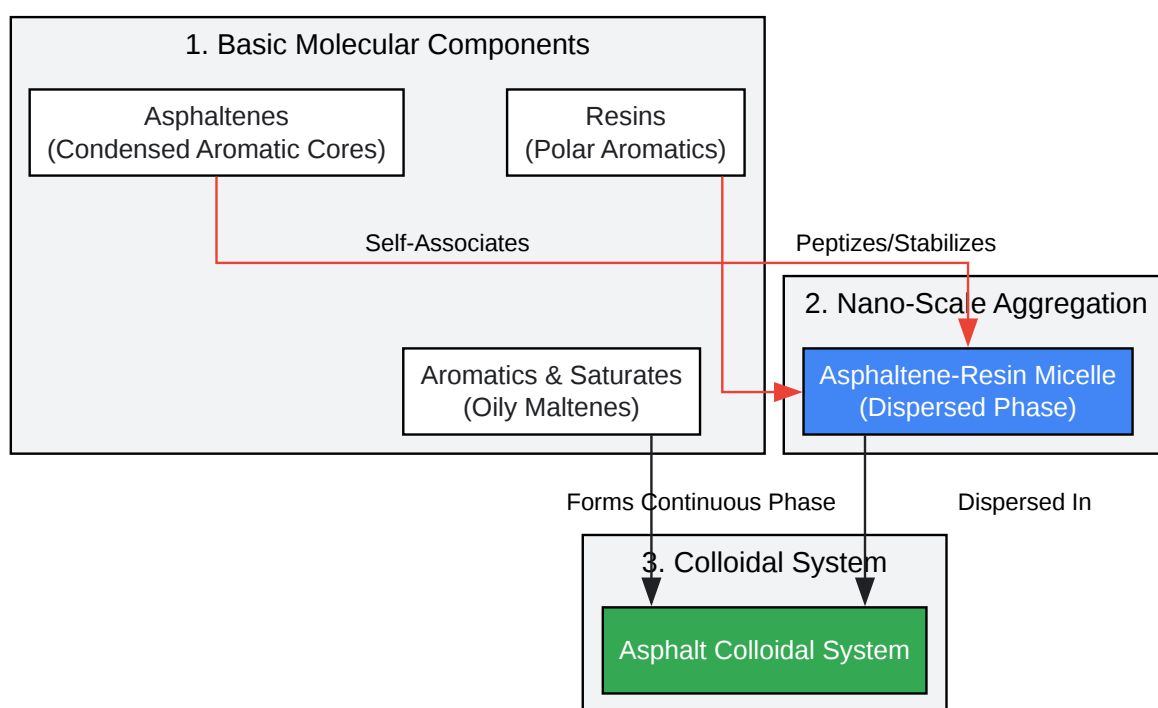 1. Basic Molecular Components
Asphaltenes
(Condensed Aromatic Cores)
Resins
(Polar Aromatics)
Self-Associates
Peptizes/Stabilizes
2. Nano-Scale Aggregation
Aromatics & Saturates
(Oily Maltenes)
Asphaltene-Resin Micelle
(Dispersed Phase)
Forms Continuous Phase
Dispersed In
3. Colloidal System
Asphalt Colloidal System